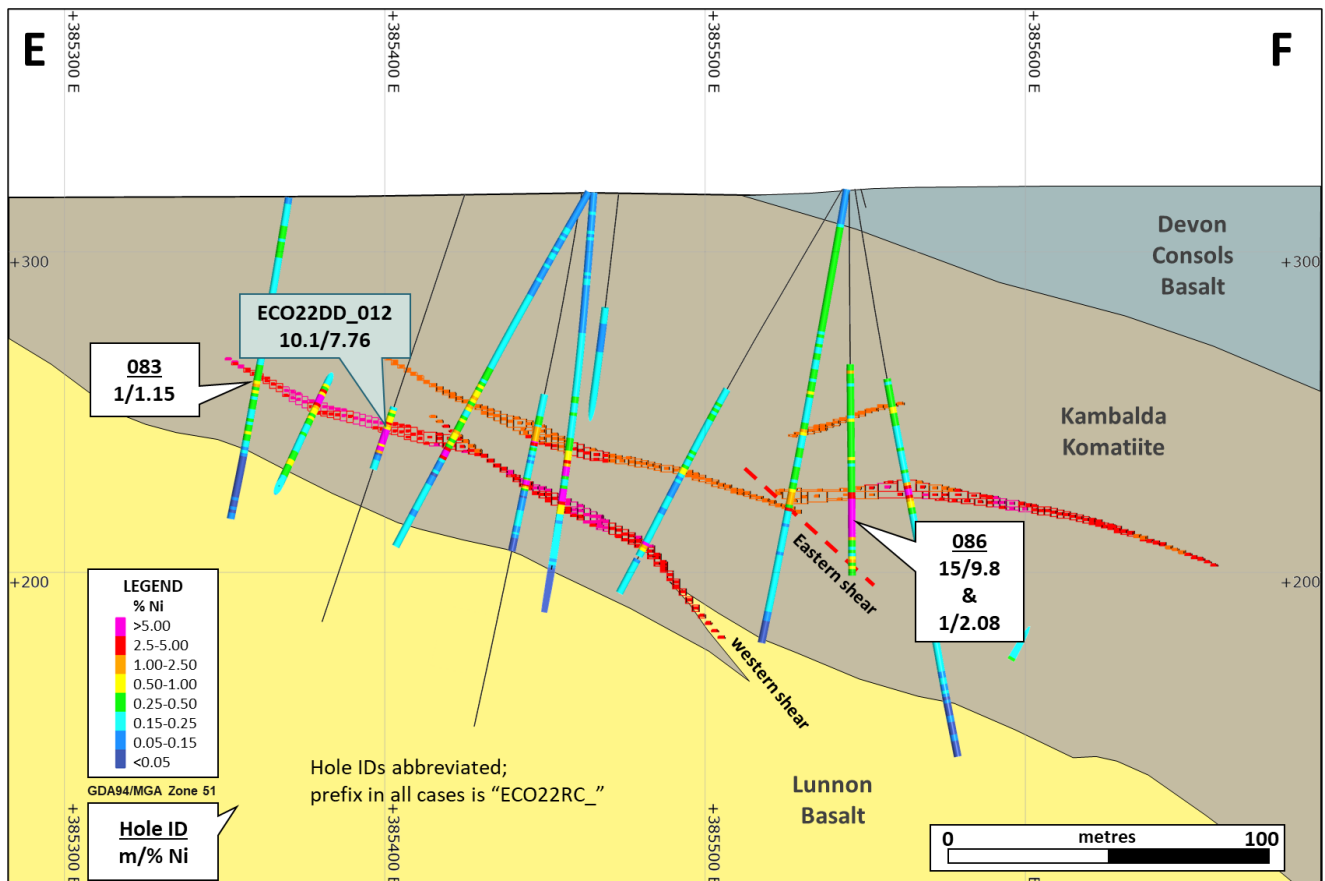 E
F
+385300 E
+385400 E
+385500 E
+385600 E
Devon
Consols
Basalt
+300
+300
ECO22DD_012
10.1/7.76
083
1/1.15
Kambalda
Komatiite
Eastern shear
086
15/9.8
&
1/2.08
+200
+200
western shear
LEGEND
% Ni
>5.00
2.5-5.00
1.00-2.50
0.50-1.00
0.25-0.50
0.15-0.25
0.05-0.15
<0.05
GDA94/MGA Zone 51
Hole ID
m/% Ni
Hole IDs abbreviated;
prefix in all cases is “ECO22RC_”
Lunnon
Basalt
+385300 E
+385400 E
+385500 E
0 metres 100